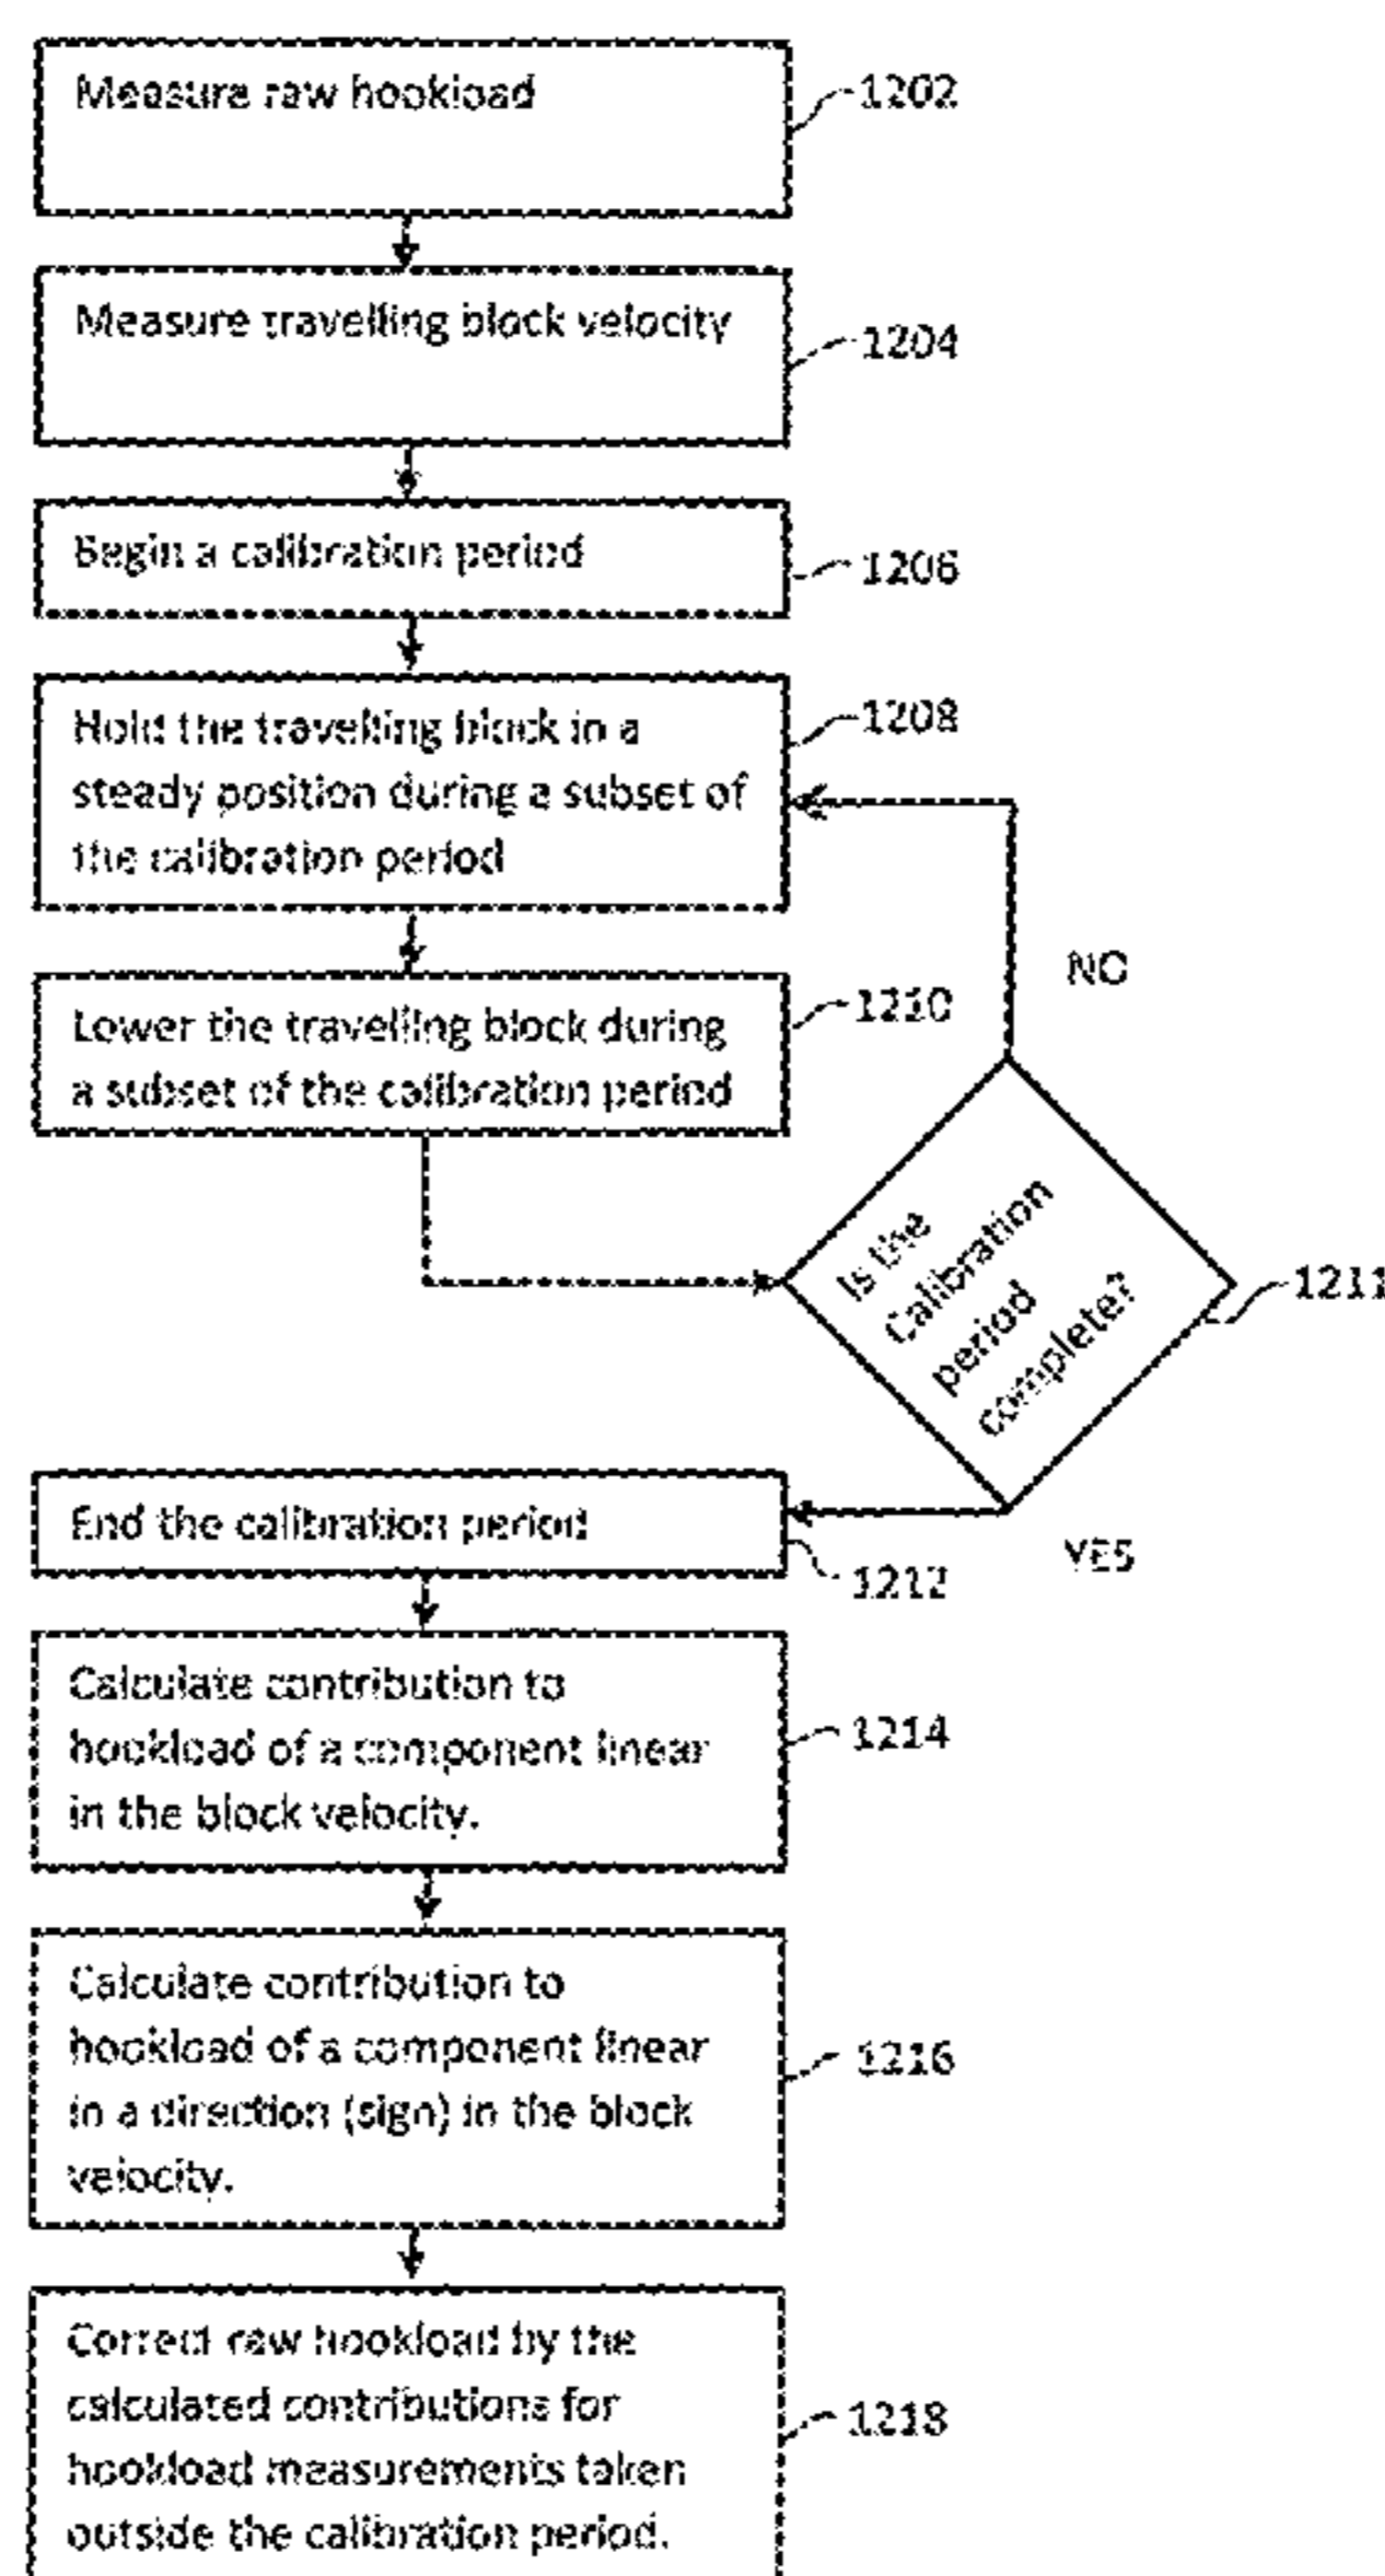 Measure raw hookload
1202
Measure travelling block velocity
1204
Begin a calibration period
1206
Hold the travelling block in a
steady position during a subset of
the calibration period
1208
Lower the travelling block during
a subset of the calibration period
1210
NO
Is the
Calibration
period
complete?
1211
YES
End the calibration period
1212
Calculate contribution to
hookload of a component linear
in the block velocity.
1214
Calculate contribution to
hookload of a component linear
in a direction (sign) in the block
velocity.
1216
Correct raw hookload by the
calculated contributions for
hookload measurements taken
outside the calibration period.
1218